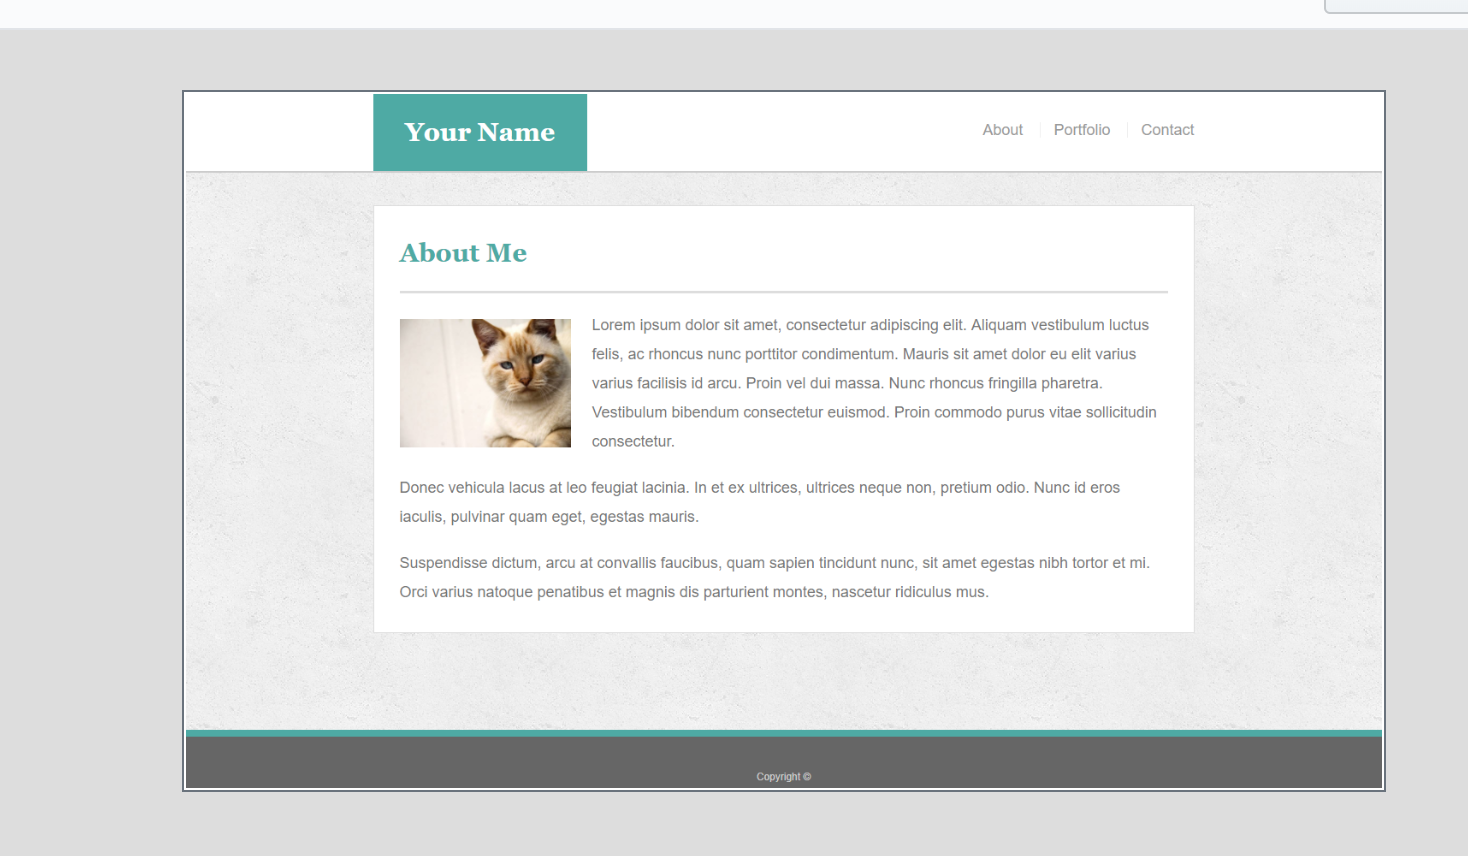 Your Name
About
Portfolio
Contact
About Me
Lorem ipsum dolor sit amet, consectetur adipiscing elit. Aliquam vestibulum luctus
felis, ac rhoncus nunc porttitor condimentum. Mauris sit amet dolor eu elit varius
varius facilisis id arcu. Proin vel dui massa. Nunc rhoncus fringilla pharetra.
Vestibulum bibendum consectetur euismod. Proin commodo purus vitae sollicitudin
consectetur.
Donec vehicula lacus at leo feugiat lacinia. In et ex ultrices, ultrices neque non, pretium odio. Nunc id eros
iaculis, pulvinar quam eget, egestas mauris.
Suspendisse dictum, arcu at convallis faucibus, quam sapien tincidunt nunc, sit amet egestas nibh tortor et mi.
Orci varius natoque penatibus et magnis dis parturient montes, nascetur ridiculus mus.
Copyright ©